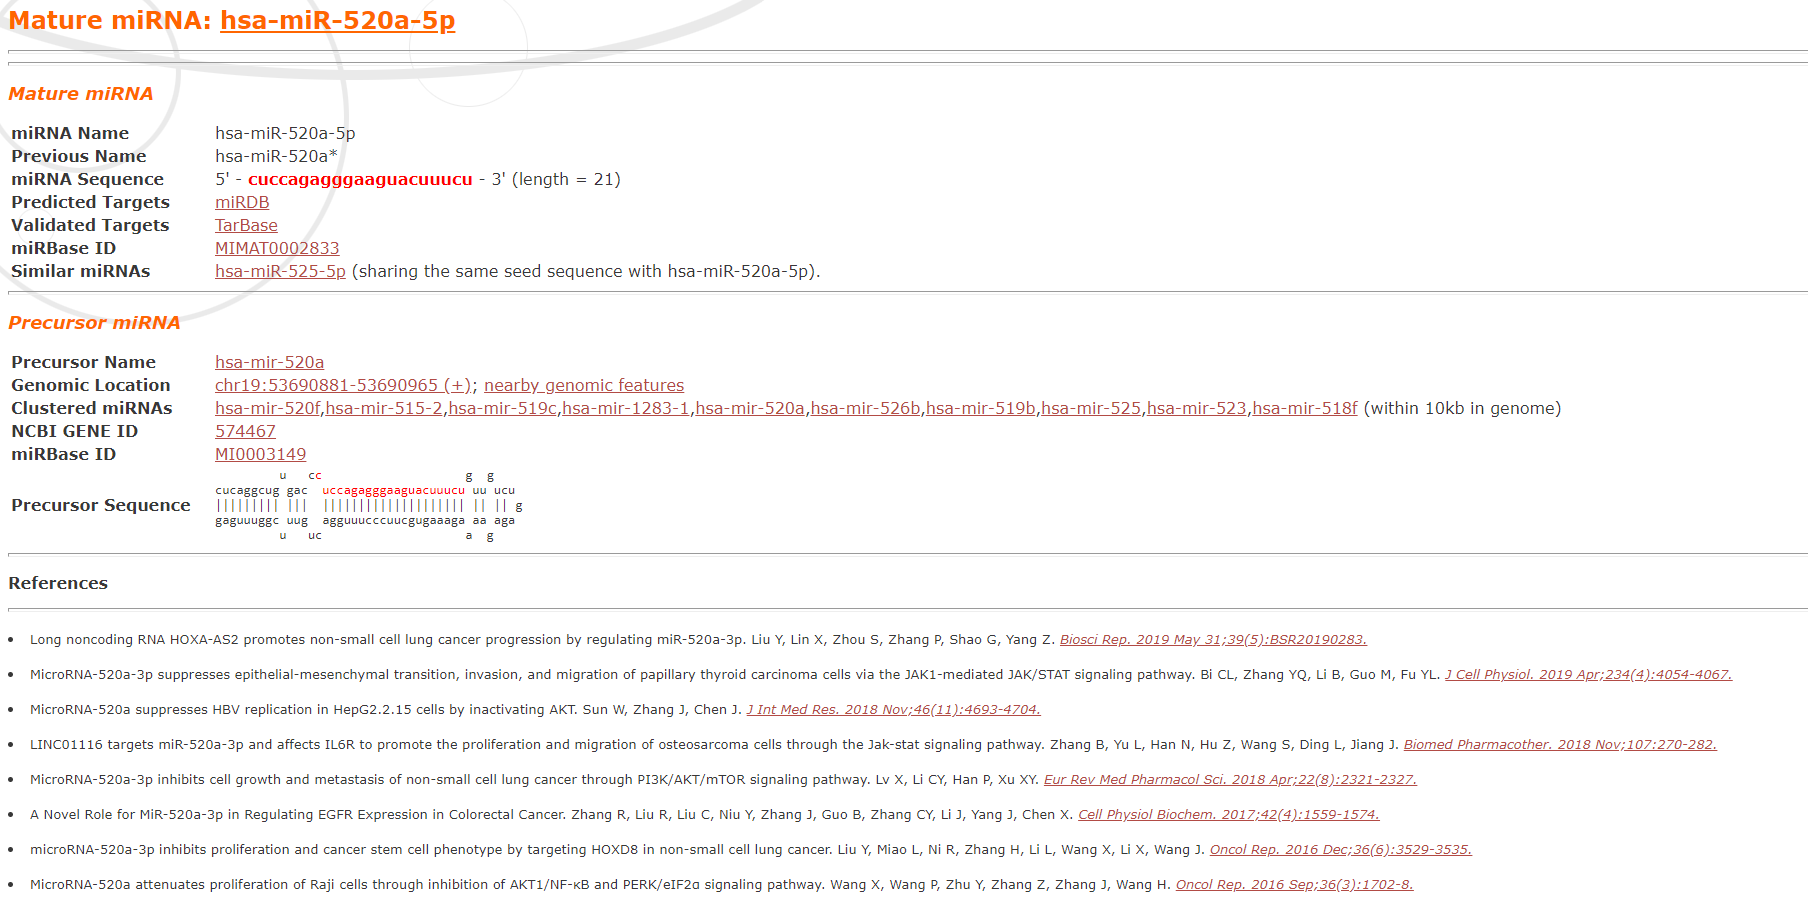 Mature miRNA: hsa-miR-520a-5p
Mature miRNA
miRNA Name hsa-miR-520a-5p
Previous Name hsa-miR-520a*
miRNA Sequence 5' - cuccagagggaaguacuuucu - 3' (length = 21)
Predicted Targets miRDB
Validated Targets TarBase
miRBase ID MIMAT0002833
Similar miRNAs hsa-miR-525-5p (sharing the same seed sequence with hsa-miR-520a-5p).
Precursor miRNA
Precursor Name hsa-mir-520a
Genomic Location chr19:53690881-53690965 (+); nearby genomic features
Clustered miRNAs hsa-mir-520f,hsa-mir-515-2,hsa-mir-519c,hsa-mir-1283-1,hsa-mir-520a,hsa-mir-526b,hsa-mir-519b,hsa-mir-525,hsa-mir-523,hsa-mir-518f (within 10kb in genome)
NCBI GENE ID 574467
miRBase ID MI0003149
         u   cc                    g  g
cucaggcug gac  uccagagggaaguacuuucu uu ucu
Precursor Sequence ||||||||| |||  |||||||||||||||||||| || || g
gaguuuggc uug  agguuucccuucgugaaaga aa aga
         u   uc                    a  g
References
• Long noncoding RNA HOXA-AS2 promotes non-small cell lung cancer progression by regulating miR-520a-3p. Liu Y, Lin X, Zhou S, Zhang P, Shao G, Yang Z. Biosci Rep. 2019 May 31;39(5):BSR20190283.
• MicroRNA-520a-3p suppresses epithelial-mesenchymal transition, invasion, and migration of papillary thyroid carcinoma cells via the JAK1-mediated JAK/STAT signaling pathway. Bi CL, Zhang YQ, Li B, Guo M, Fu YL. J Cell Physiol. 2019 Apr;234(4):4054-4067.
• MicroRNA-520a suppresses HBV replication in HepG2.2.15 cells by inactivating AKT. Sun W, Zhang J, Chen J. J Int Med Res. 2018 Nov;46(11):4693-4704.
• LINC01116 targets miR-520a-3p and affects IL6R to promote the proliferation and migration of osteosarcoma cells through the Jak-stat signaling pathway. Zhang B, Yu L, Han N, Hu Z, Wang S, Ding L, Jiang J. Biomed Pharmacother. 2018 Nov;107:270-282.
• MicroRNA-520a-3p inhibits cell growth and metastasis of non-small cell lung cancer through PI3K/AKT/mTOR signaling pathway. Lv X, Li CY, Han P, Xu XY. Eur Rev Med Pharmacol Sci. 2018 Apr;22(8):2321-2327.
• A Novel Role for MiR-520a-3p in Regulating EGFR Expression in Colorectal Cancer. Zhang R, Liu R, Liu C, Niu Y, Zhang J, Guo B, Zhang CY, Li J, Yang J, Chen X. Cell Physiol Biochem. 2017;42(4):1559-1574.
• microRNA-520a-3p inhibits proliferation and cancer stem cell phenotype by targeting HOXD8 in non-small cell lung cancer. Liu Y, Miao L, Ni R, Zhang H, Li L, Wang X, Li X, Wang J. Oncol Rep. 2016 Dec;36(6):3529-3535.
• MicroRNA-520a attenuates proliferation of Raji cells through inhibition of AKT1/NF-κB and PERK/eIF2α signaling pathway. Wang X, Wang P, Zhu Y, Zhang Z, Zhang J, Wang H. Oncol Rep. 2016 Sep;36(3):1702-8.